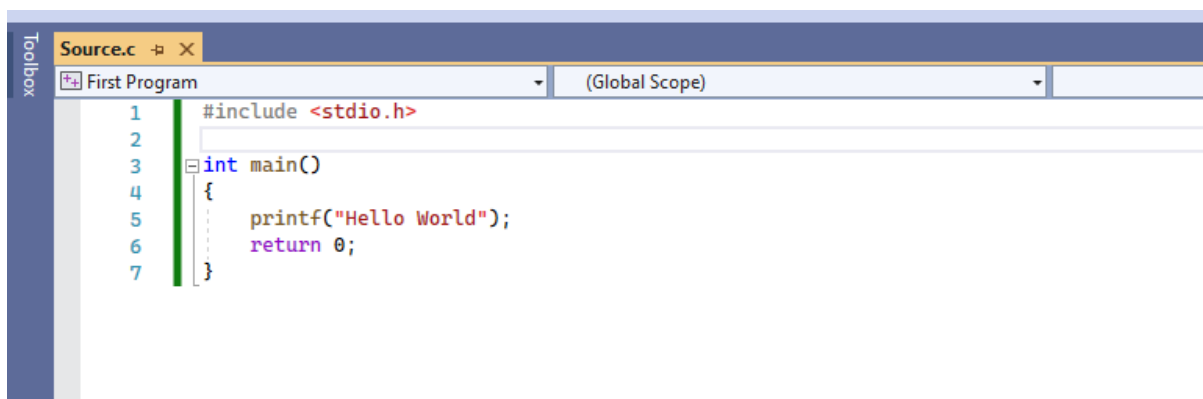 Toolbox
Source.c
First Program
(Global Scope)
1 #include <stdio.h>
2
3 int main()
4 {
5     printf("Hello World");
6     return 0;
7 }